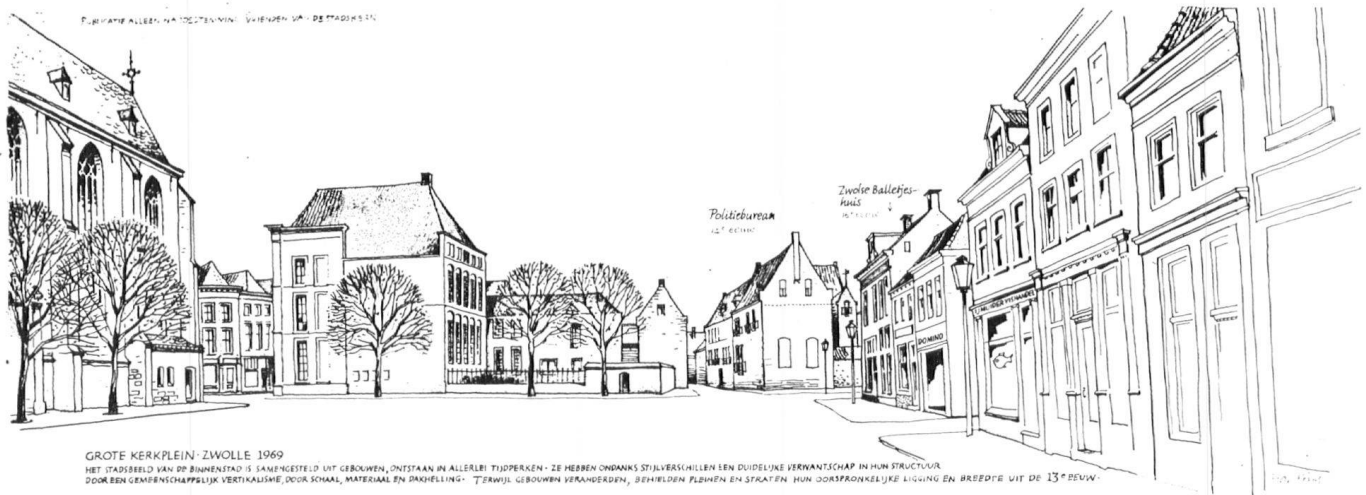 PUBLICATIE ALLEEN NA TOESTEMMING VRIENDEN VAN DE STADSKERN
Politiebureau
Zwolse Balletjes-
huis
VISHANDEL
DOMINO
GROTE KERKPLEIN · ZWOLLE 1969
HET STADSBEELD VAN DE BINNENSTAD IS SAMENGESTELD UIT GEBOUWEN, ONTSTAAN IN ALLERLEI TIJDPERKEN · ZE HEBBEN ONDANKS STIJLVERSCHILLEN EEN DUIDELIJKE VERWANTSCHAP IN HUN STRUCTUUR
DOOR EEN GEMEENSCHAPPELIJK VERTIKALISME, DOOR SCHAAL, MATERIAAL EN DAKHELLING · TERWIJL GEBOUWEN VERANDERDEN, BEHIELDEN PLEINEN EN STRATEN HUN OORSPRONKELIJKE LIGGING EN BREEDTE UIT DE 13e EEUW ·